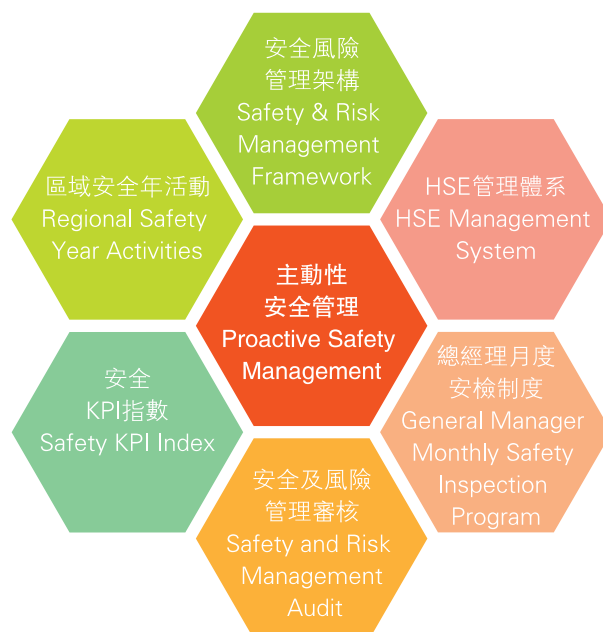 安全風險
管理架構
Safety & Risk
Management
Framework
區域安全年活動
Regional Safety
Year Activities
HSE管理體系
HSE Management
System
主動性
安全管理
Proactive Safety
Management
安全
KPI指數
Safety KPI Index
總經理月度
安檢制度
General Manager
Monthly Safety
Inspection
Program
安全及風險
管理審核
Safety and Risk
Management
Audit